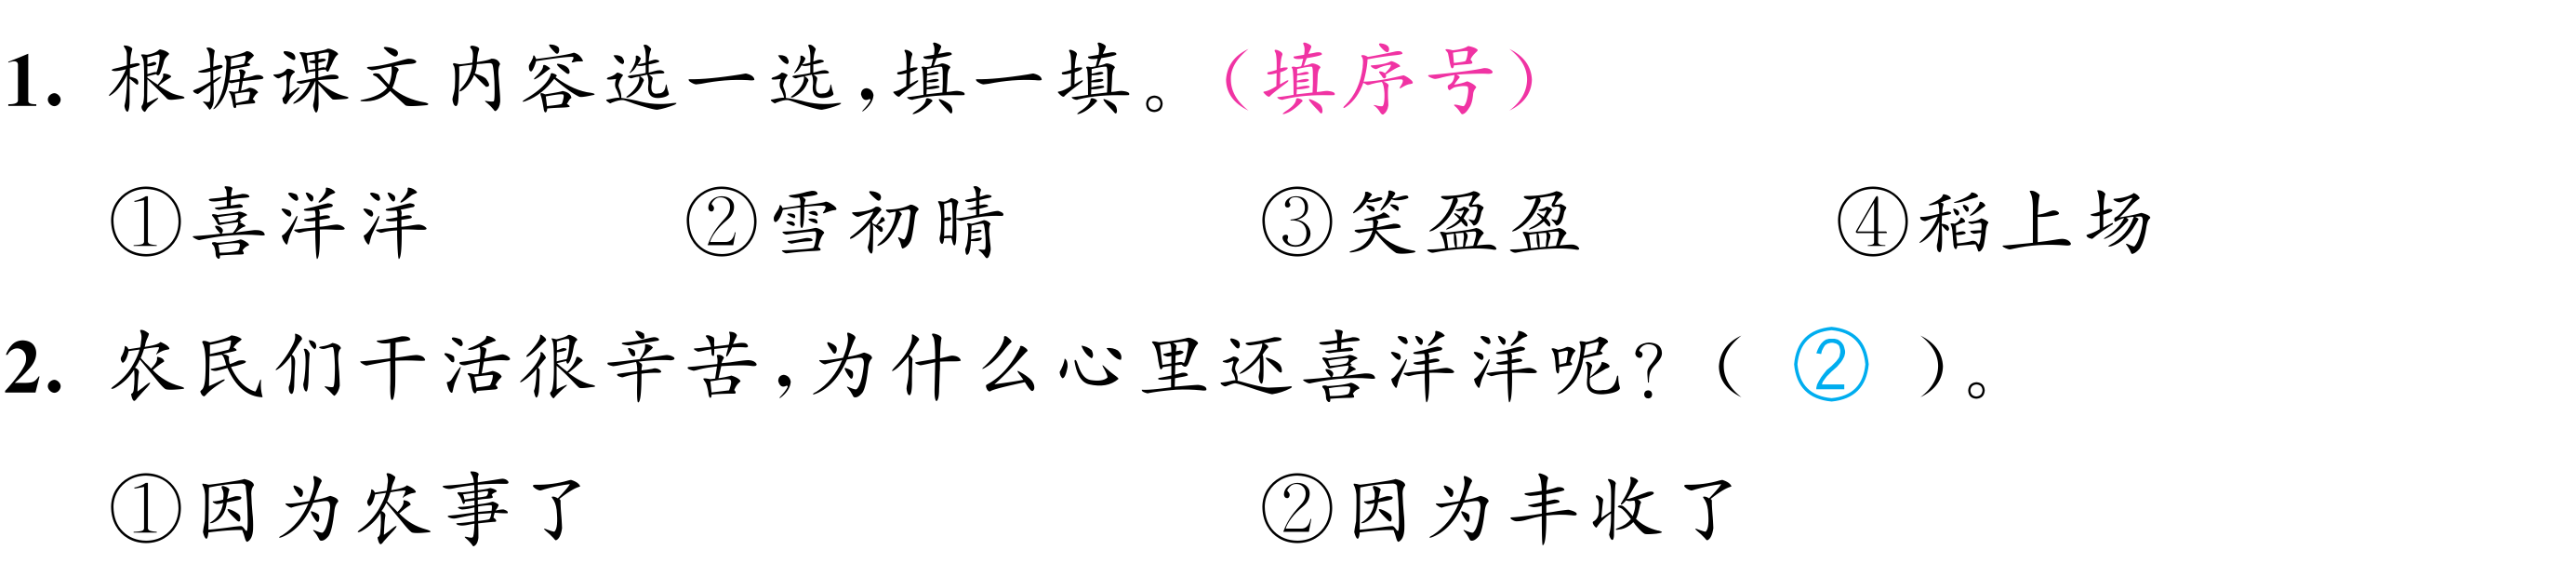 1. 根据课文内容选一选,填一填。(填序号)
①喜洋洋 ②雪初晴 ③笑盈盈 ④稻上场
2. 农民们干活很辛苦,为什么心里还喜洋洋呢?( ② )。
①因为农事了 ②因为丰收了